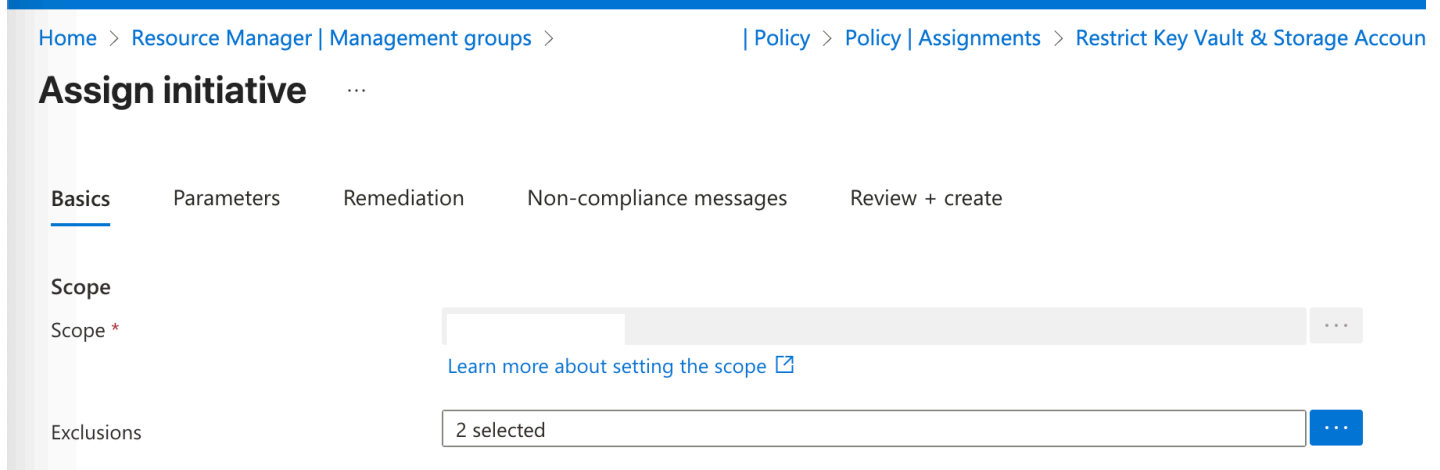 Home > Resource Manager | Management groups > | Policy > Policy | Assignments > Restrict Key Vault & Storage Accoun
Assign initiative ...
Basics Parameters Remediation Non-compliance messages Review + create
Scope
Scope * ...
Learn more about setting the scope
Exclusions 2 selected ...